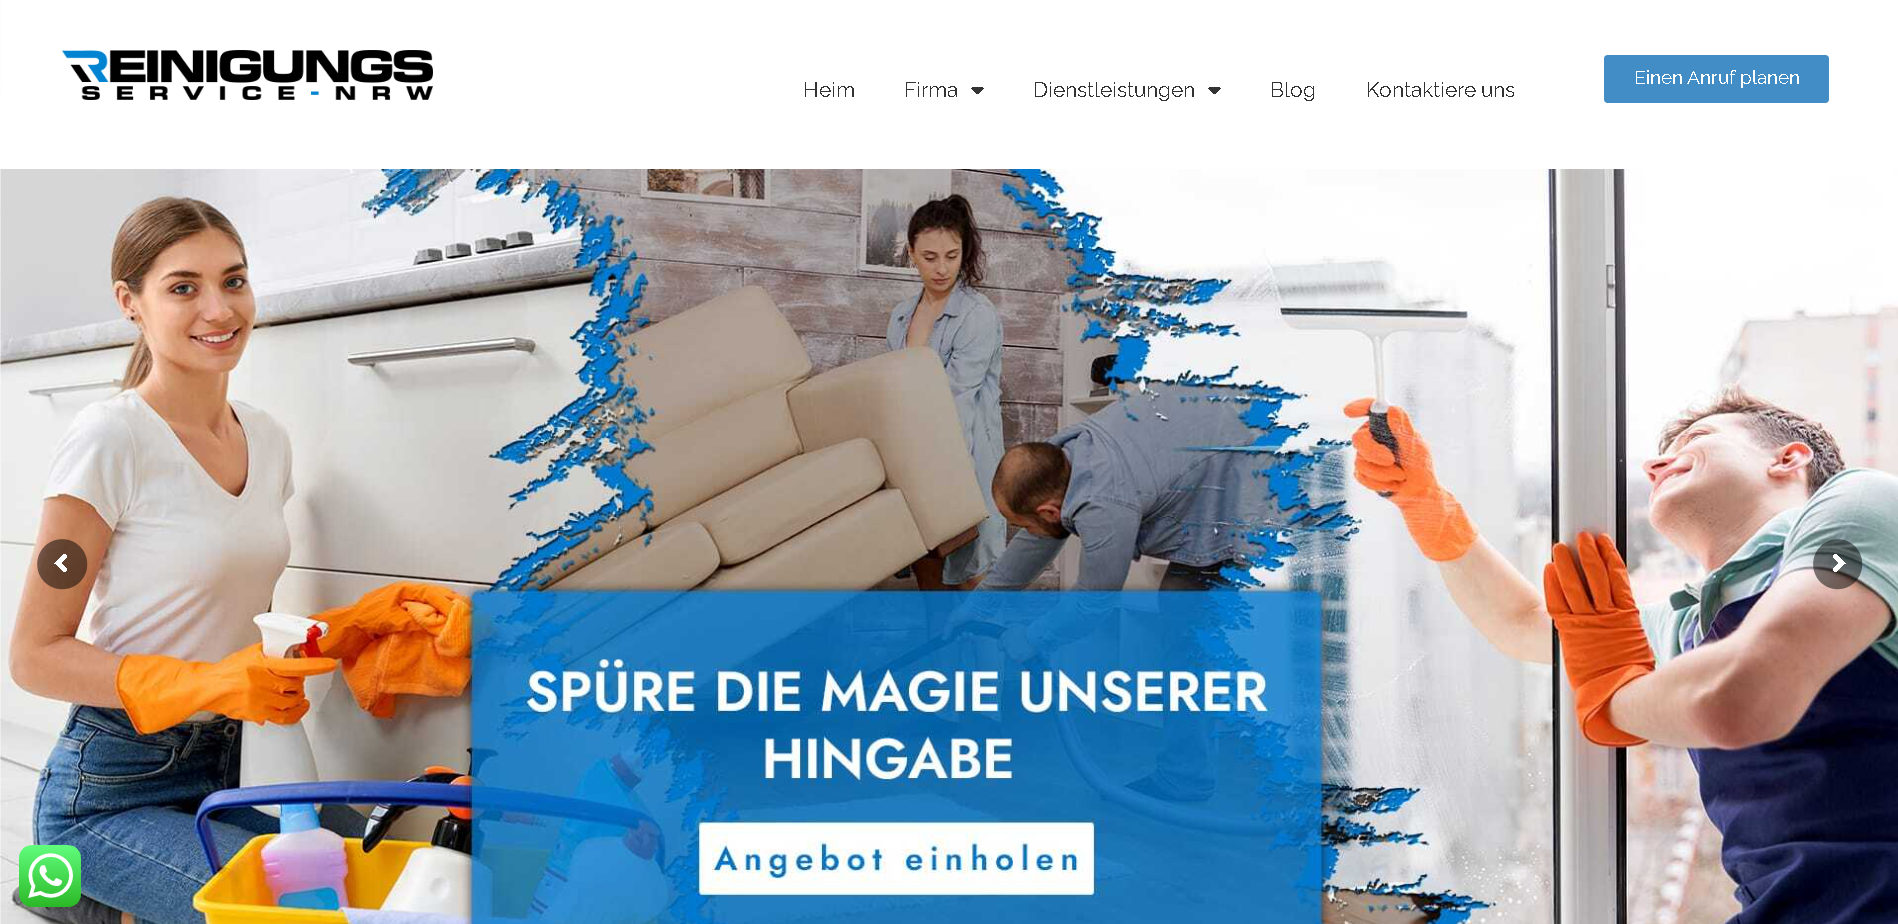 REINIGUNGS
SERVICE-NRW
Heim
Firma
Dienstleistungen
Blog
Kontaktiere uns
Einen Anruf planen
SPÜRE DIE MAGIE UNSERER
HINGABE
Angebot einholen